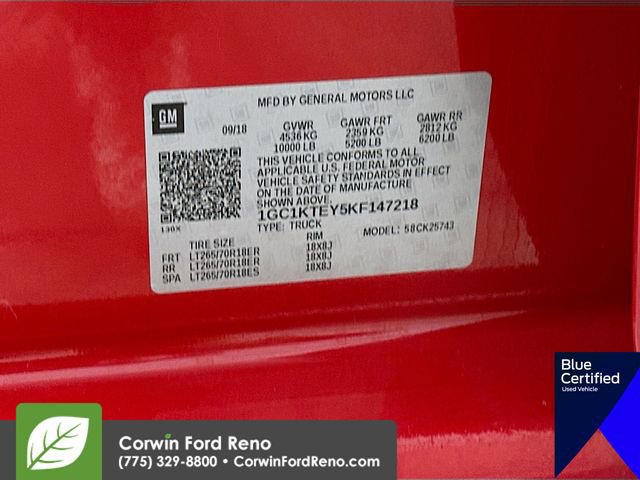 GM
MFD BY GENERAL MOTORS LLC
09/18
GVWR GAWR FRT GAWR RR
4536 KG 2359 KG 2812 KG
10000 LB 5200 LB 6200 LB
THIS VEHICLE CONFORMS TO ALL
APPLICABLE U.S. FEDERAL MOTOR
VEHICLE SAFETY STANDARDS IN EFFECT
ON THE DATE OF MANUFACTURE
SHOWN ABOVE.
1GC1KTEY5KF147218
130X
TYPE: TRUCK MODEL: 58CK25743
TIRE SIZE RIM
FRT LT265/70R18ER 18X8J
RR LT265/70R18ER 18X8J
SPA LT265/70R18ES 18X8J
Blue
Certified
Used Vehicle
Corwin Ford Reno
(775) 329-8800 • CorwinFordReno.com